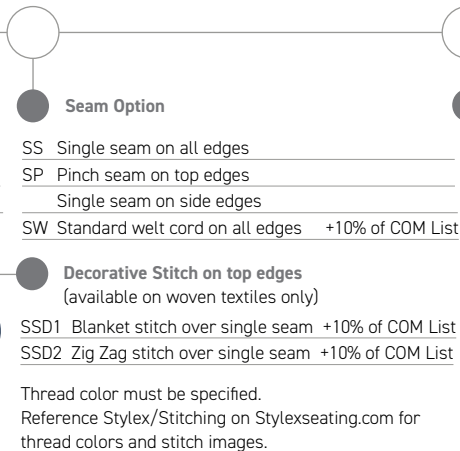 Seam Option
SS Single seam on all edges
SP Pinch seam on top edges
Single seam on side edges
SW Standard welt cord on all edges +10% of COM List
Decorative Stitch on top edges
(available on woven textiles only)
SSD1 Blanket stitch over single seam +10% of COM List
SSD2 Zig Zag stitch over single seam +10% of COM List
Thread color must be specified.
Reference Stylex/Stitching on Stylexseating.com for
thread colors and stitch images.